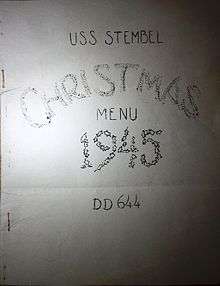 USS STEMBEL
CHRISTMAS
MENU
1945
DD 644